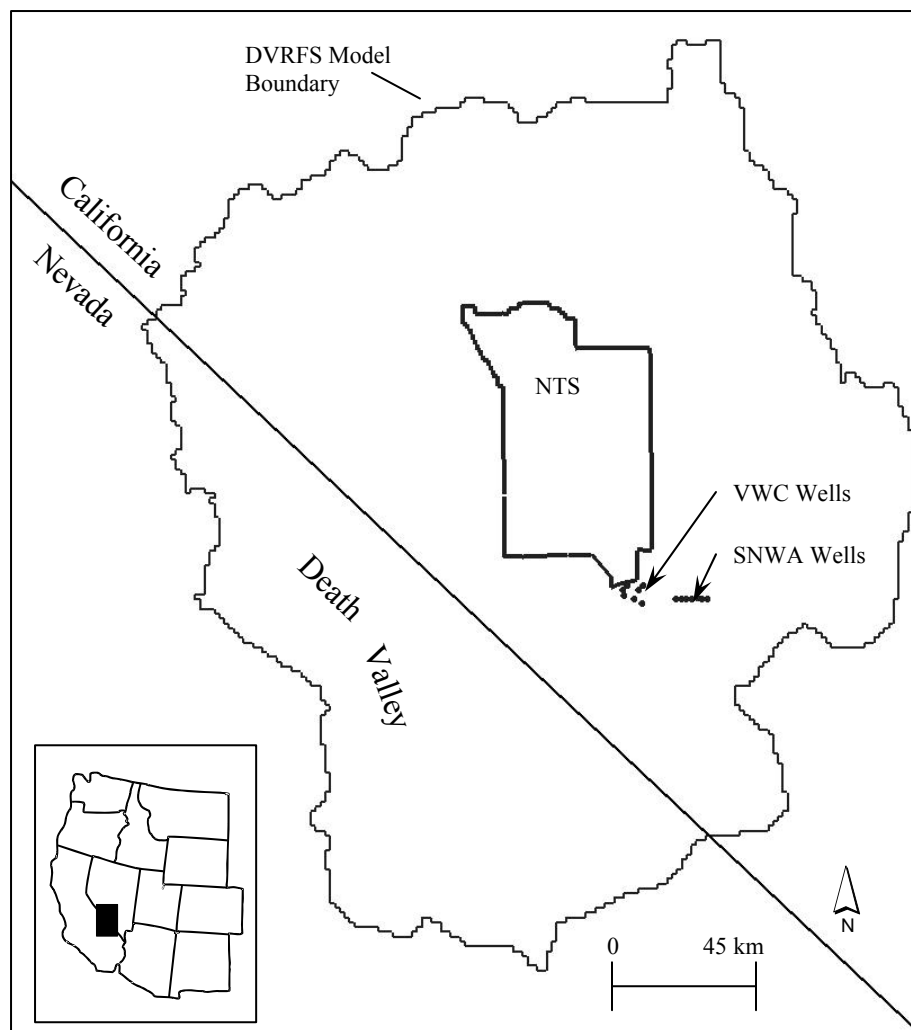 DVRFS Model
Boundary
California
Nevada
NTS
VWC Wells
SNWA Wells
Death
Valley
0 45 km
N